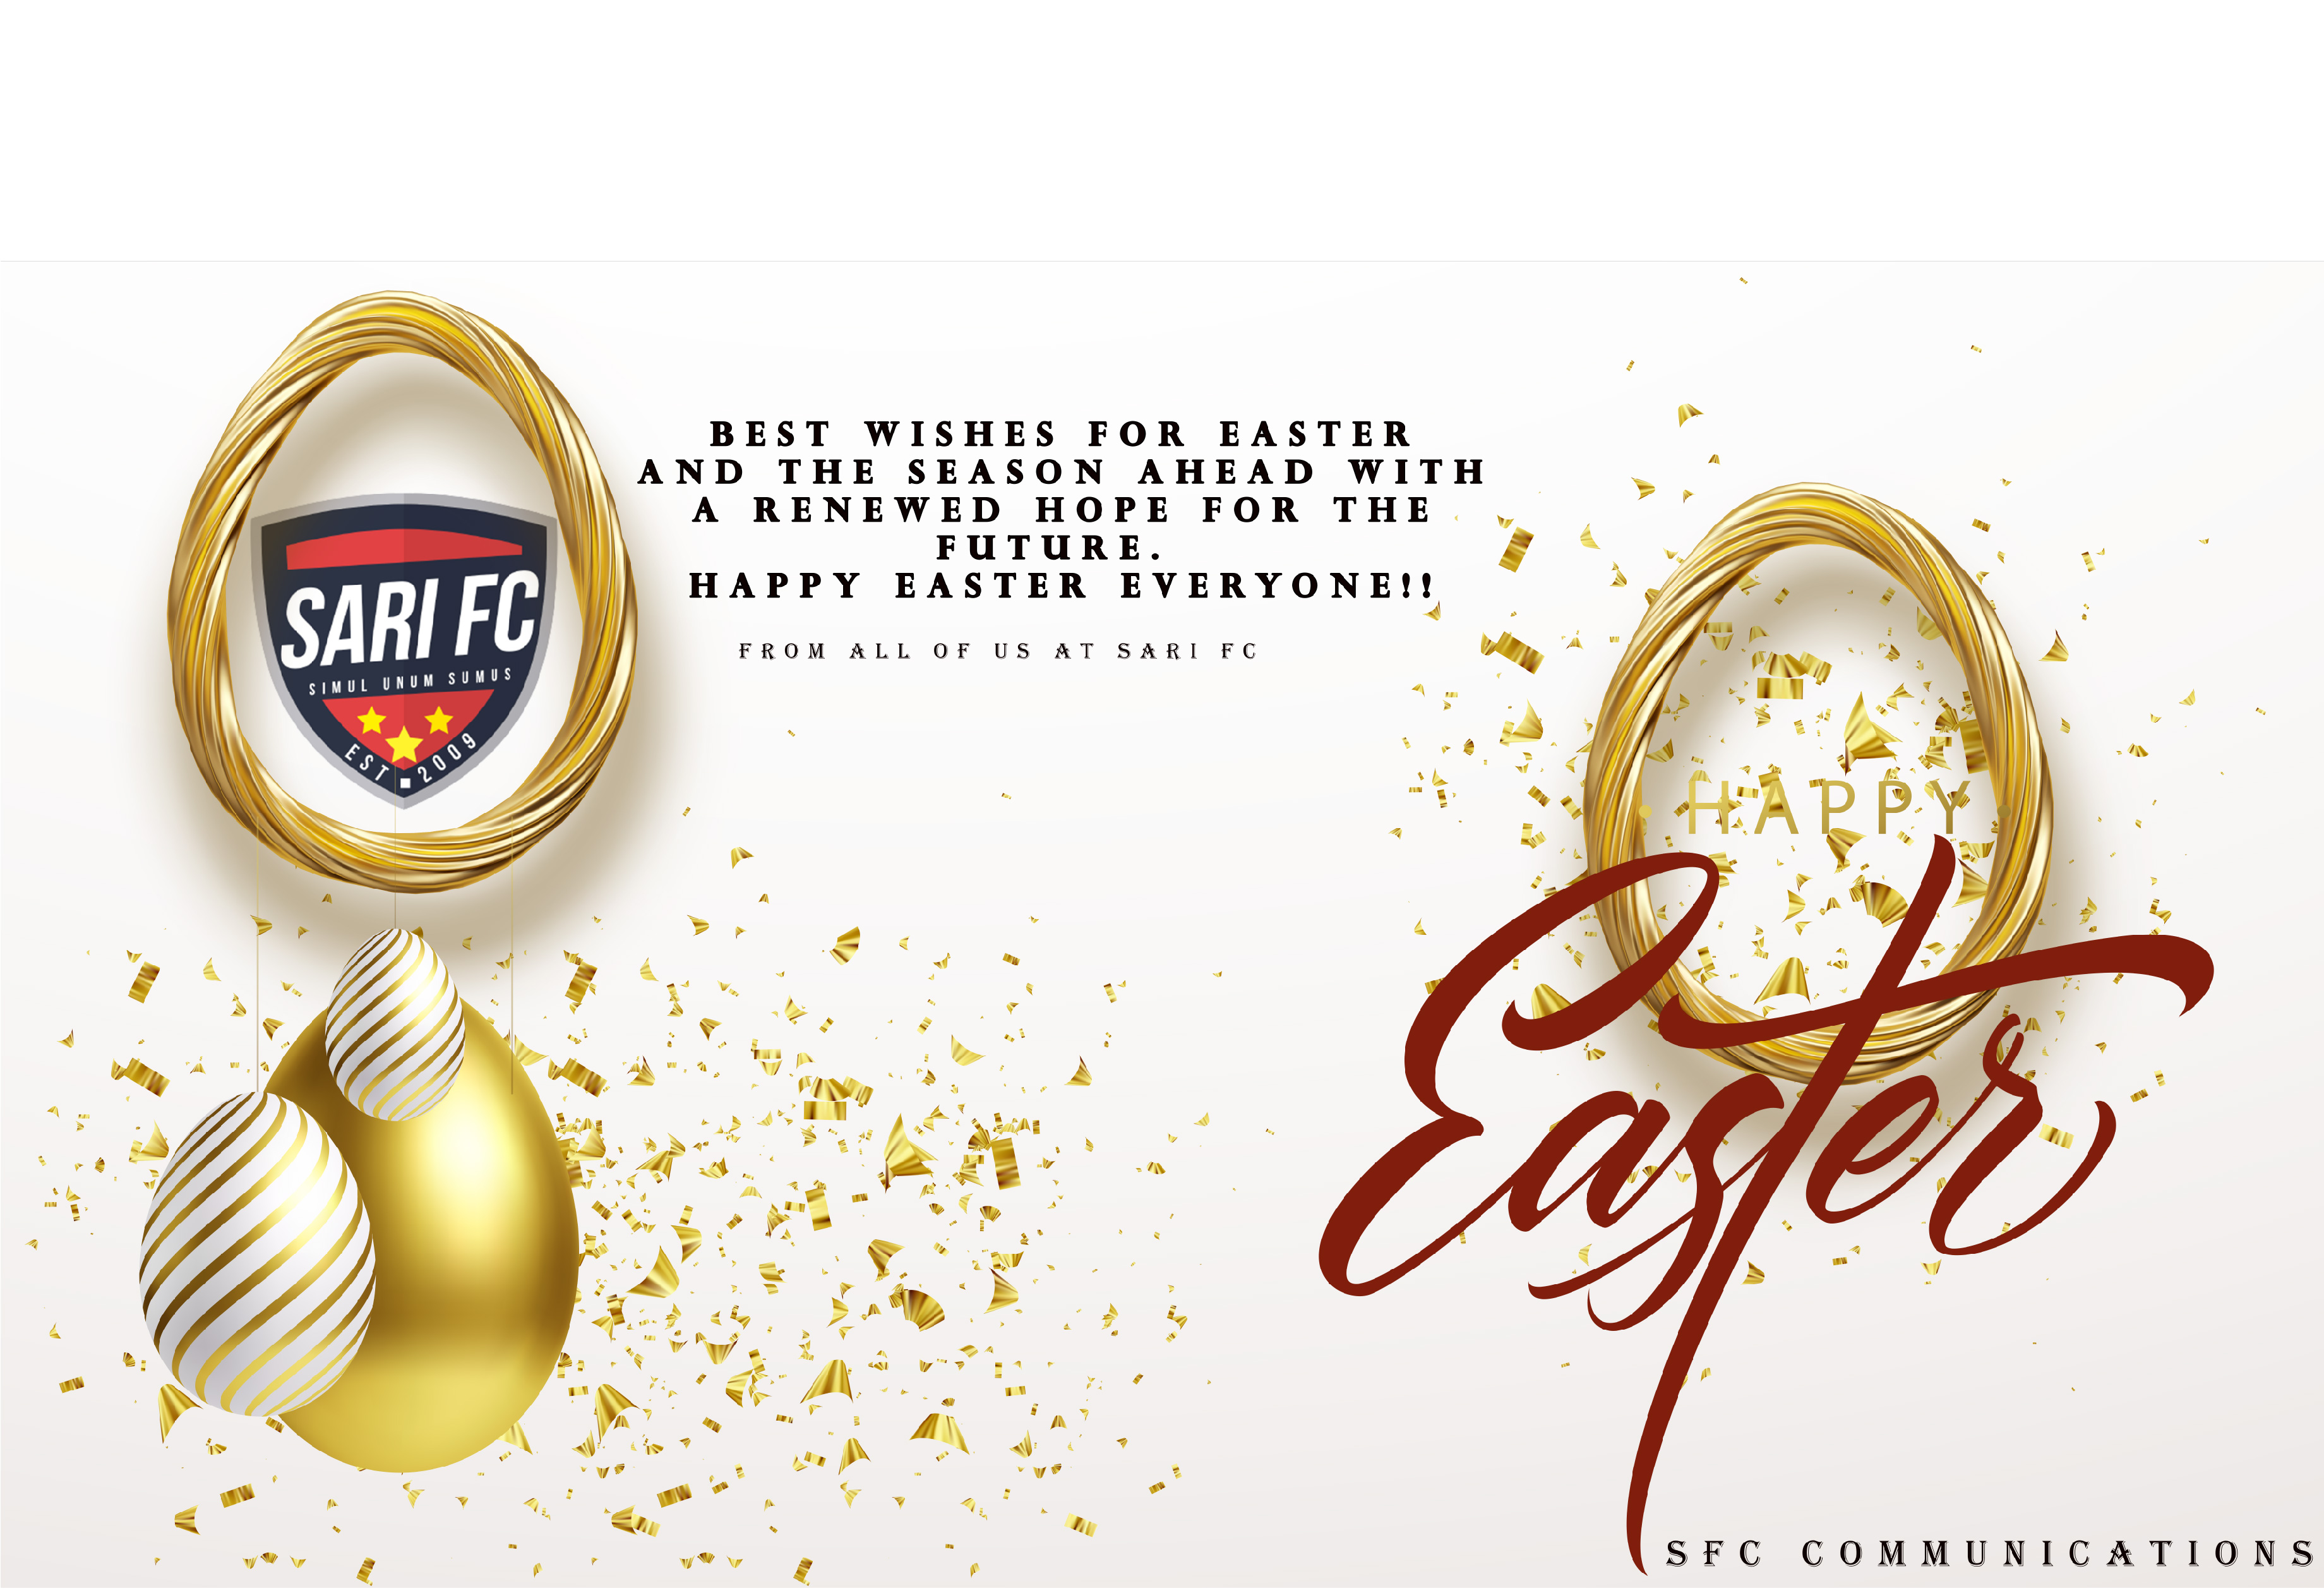 BEST WISHES FOR EASTER
AND THE SEASON AHEAD WITH
A RENEWED HOPE FOR THE
FUTURE.
HAPPY EASTER EVERYONE!!
FROM ALL OF US AT SARI FC
SARI FC
SIMUL UNUM SUMUS
EST 2009
• HAPPY •
Easter
SFC COMMUNICATIONS